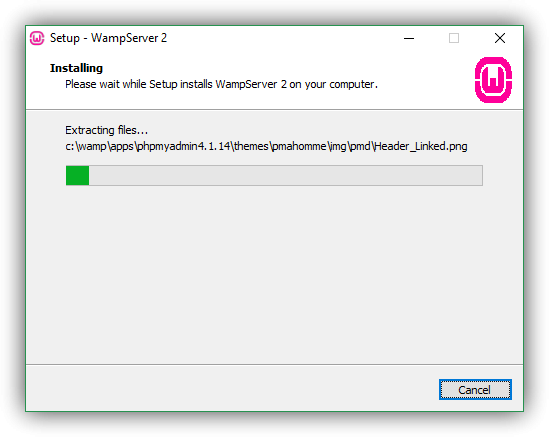 Setup - WampServer 2
Installing
Please wait while Setup installs WampServer 2 on your computer.
Extracting files...
c:\wamp\apps\phpmyadmin4.1.14\themes\pmahomme\img\pmd\Header_Linked.png
Cancel